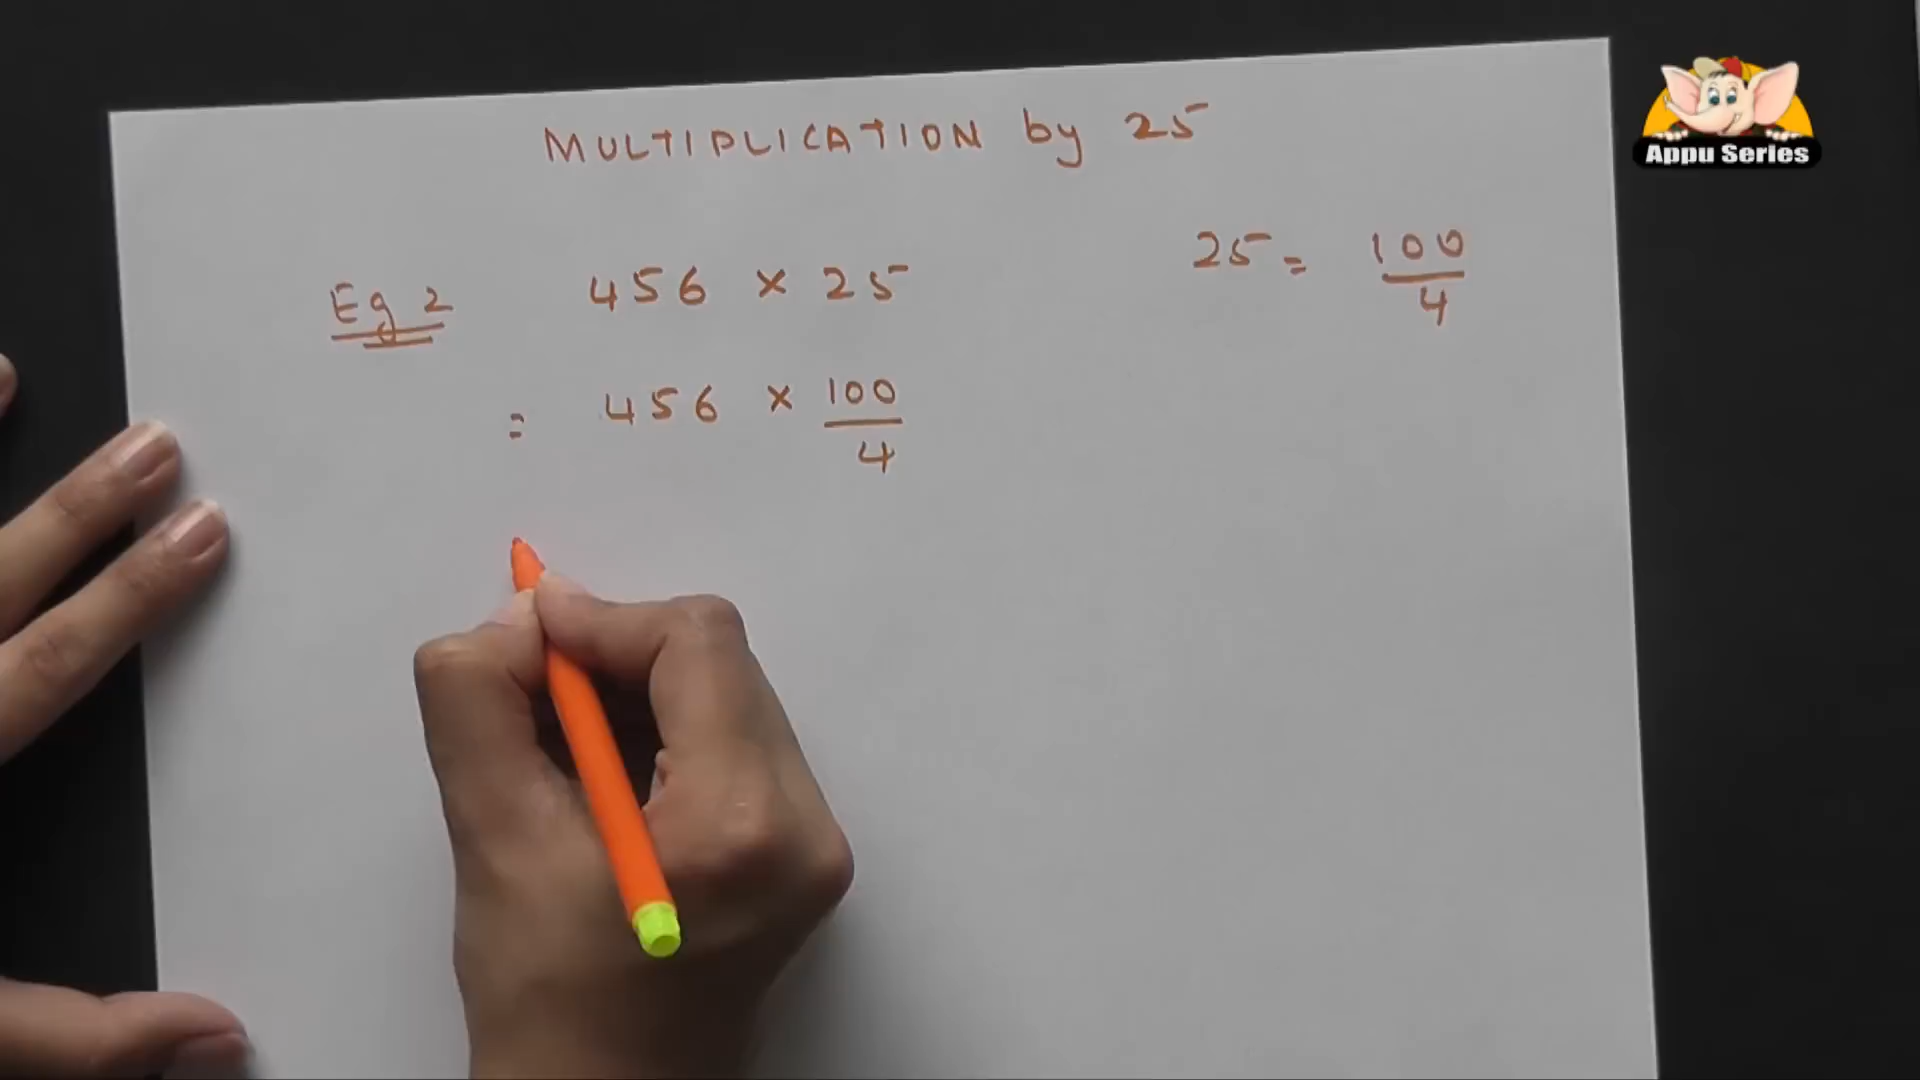 MULTIPLICATION by 25
Eg 2 456 × 25 25 = 100/4
= 456 × 100/4
Appu Series